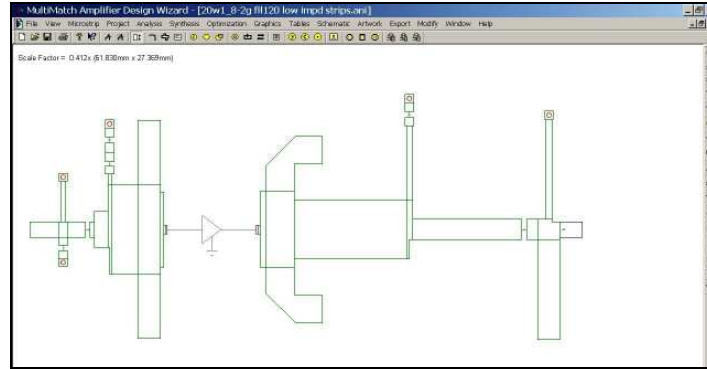 MultiMatch Amplifier Design Wizard - [20w1_8-2g fll120 low impd strips.ani]
File View Microstrip Project Analysis Synthesis Optimization Graphics Tables Schematic Artwork Export Modify Window Help
Scale Factor = 0.412x (61.830mm x 27.369mm)